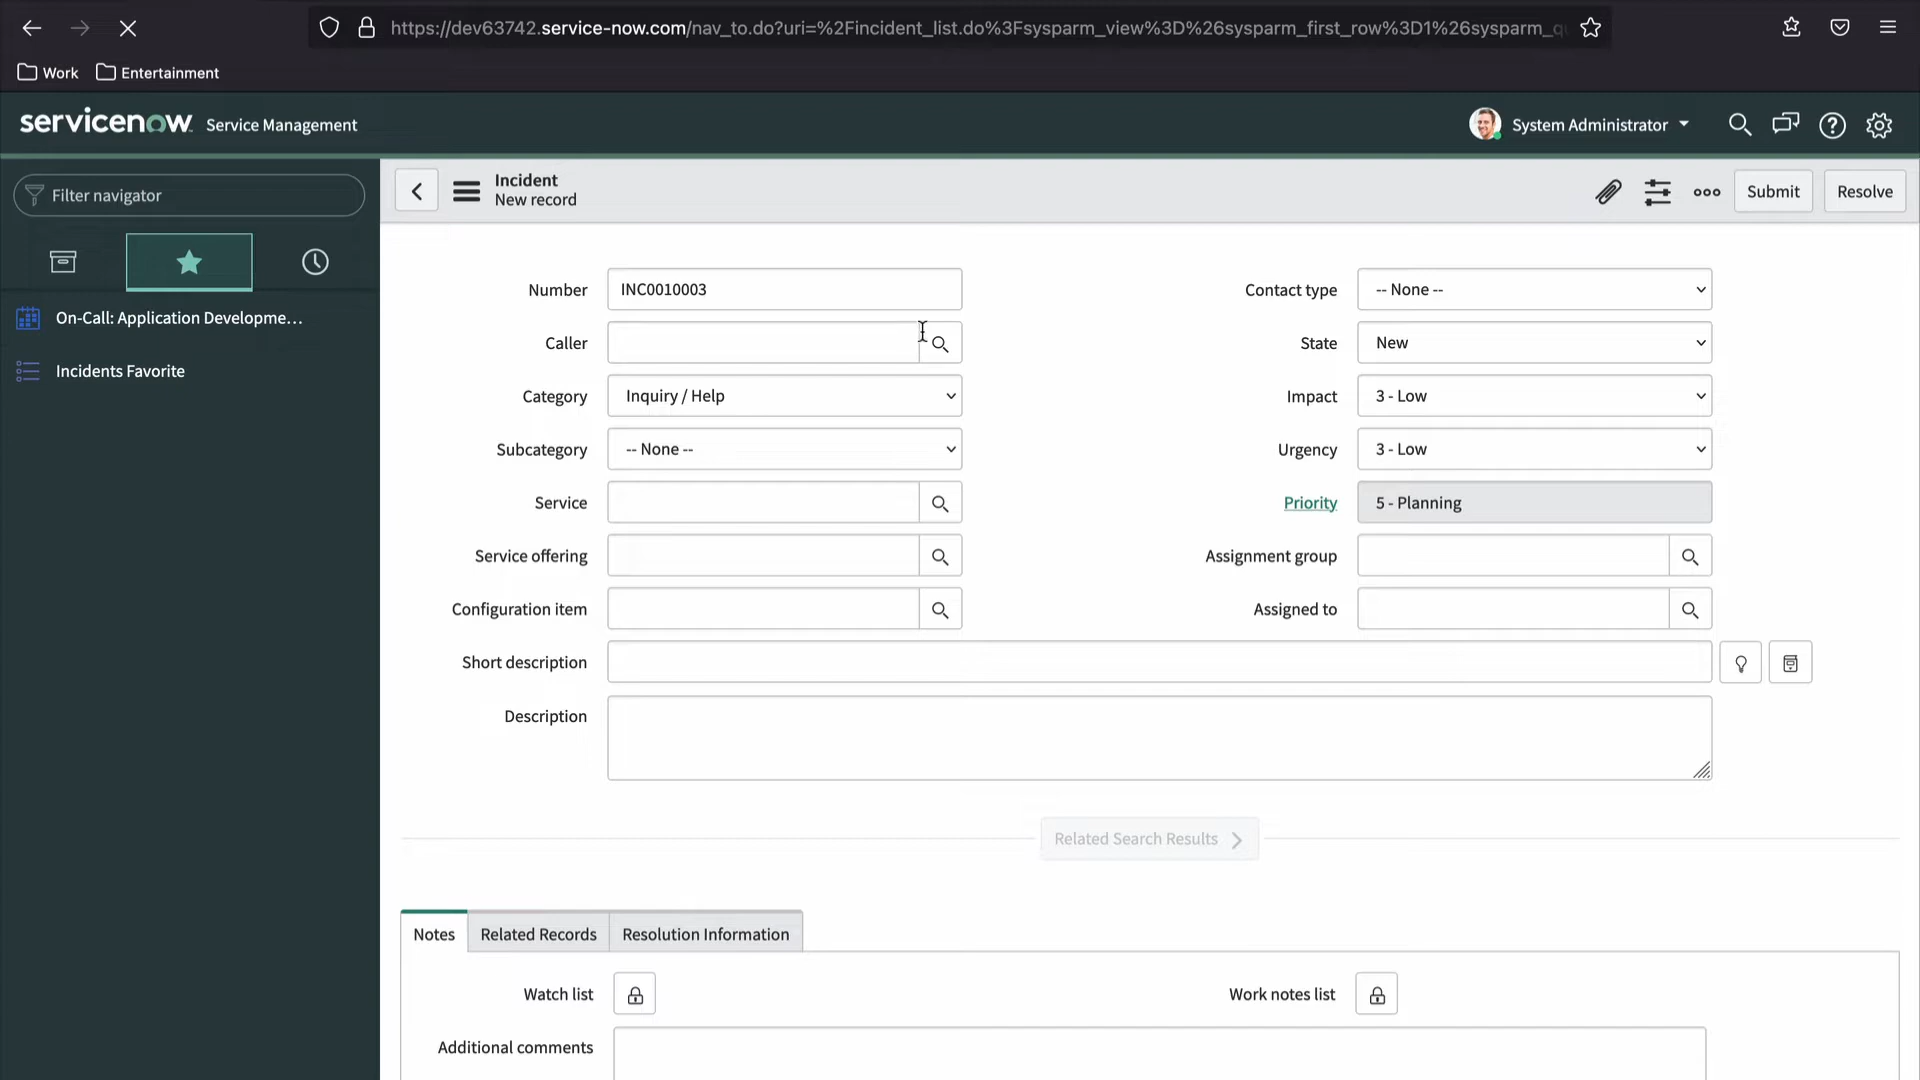 https://dev63742.service-now.com/nav_to.do?uri=%2Fincident_list.do%3Fsysparm_view%3D%26sysparm_first_row%3D1%26sysparm_q
Work Entertainment
servicenow Service Management System Administrator
Filter navigator
On-Call: Application Developme...
Incidents Favorite
Incident
New record
Submit Resolve
Number INC0010003 Contact type -- None --
Caller State New
Category Inquiry / Help Impact 3 - Low
Subcategory -- None -- Urgency 3 - Low
Service Priority 5 - Planning
Service offering Assignment group
Configuration item Assigned to
Short description
Description
Related Search Results
Notes Related Records Resolution Information
Watch list Work notes list
Additional comments